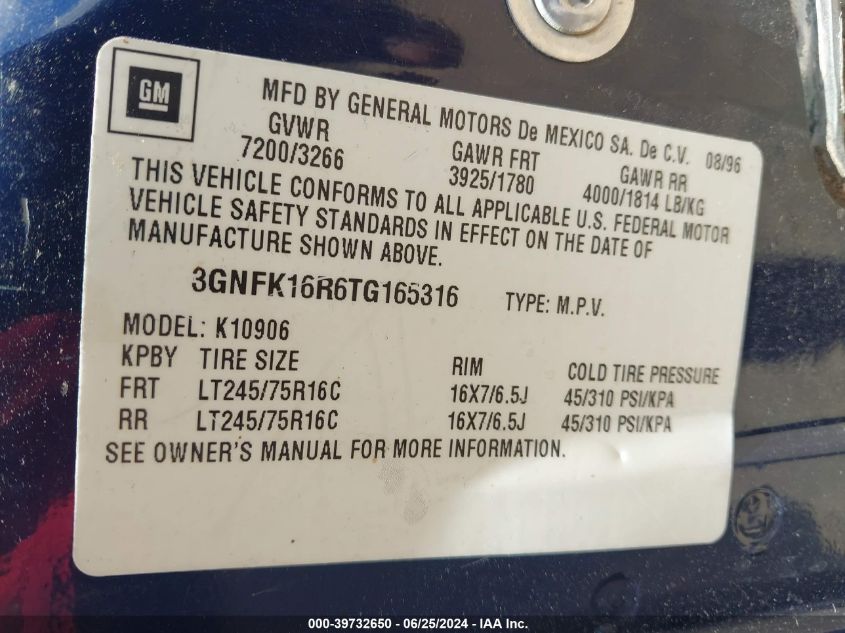 GM
MFD BY GENERAL MOTORS De MEXICO SA. De C.V. 08/96
GVWR GAWR FRT GAWR RR
7200/3266 3925/1780 4000/1814 LB/KG
THIS VEHICLE CONFORMS TO ALL APPLICABLE U.S. FEDERAL MOTOR
VEHICLE SAFETY STANDARDS IN EFFECT ON THE DATE OF
MANUFACTURE SHOWN ABOVE.
3GNFK16R6TG165316 TYPE: M.P.V.
MODEL: K10906
KPBY TIRE SIZE RIM COLD TIRE PRESSURE
FRT LT245/75R16C 16X7/6.5J 45/310 PSI/KPA
RR LT245/75R16C 16X7/6.5J 45/310 PSI/KPA
SEE OWNER'S MANUAL FOR MORE INFORMATION.
000-39732650 - 06/25/2024 - IAA Inc.